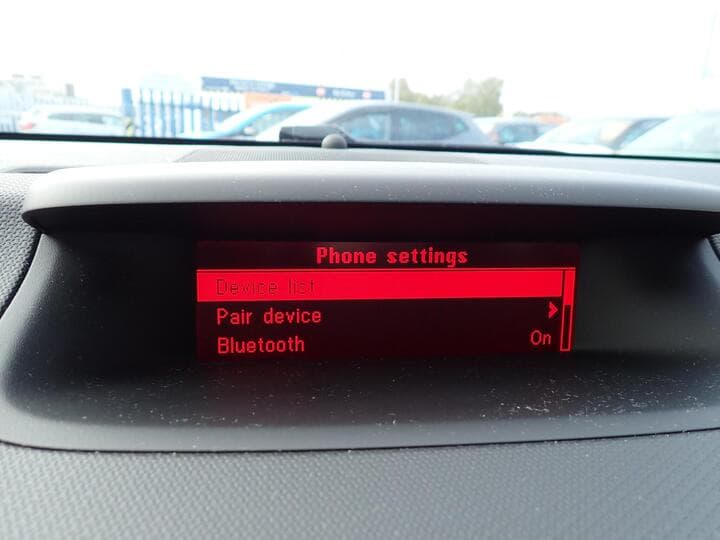 Phone settings
Device list
Pair device
Bluetooth On